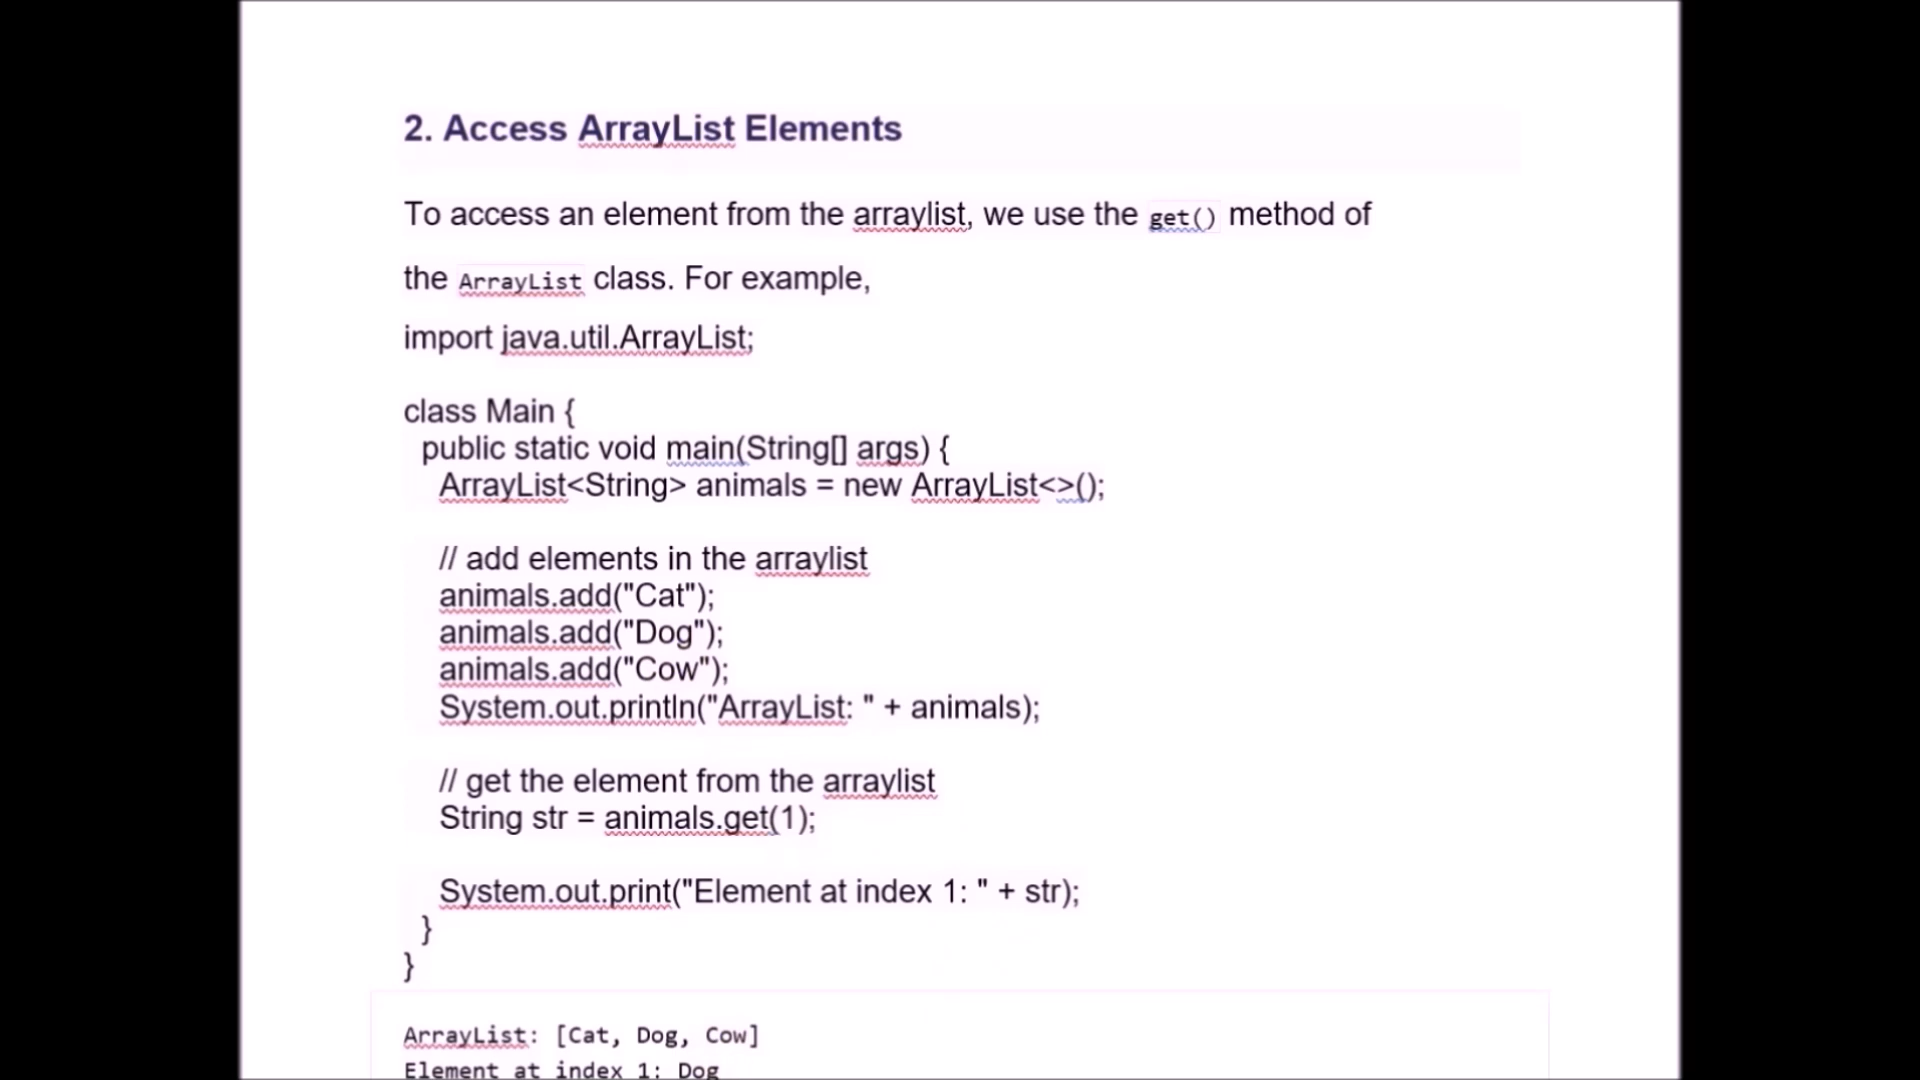 2. Access ArrayList Elements
To access an element from the arraylist, we use the get() method of
the ArrayList class. For example,
import java.util.ArrayList;
class Main {
public static void main(String[] args) {
ArrayList<String> animals = new ArrayList<>();
// add elements in the arraylist
animals.add("Cat");
animals.add("Dog");
animals.add("Cow");
System.out.println("ArrayList: " + animals);
// get the element from the arraylist
String str = animals.get(1);
System.out.print("Element at index 1: " + str);
}
}
ArrayList: [Cat, Dog, Cow]
Element at index 1: Dog